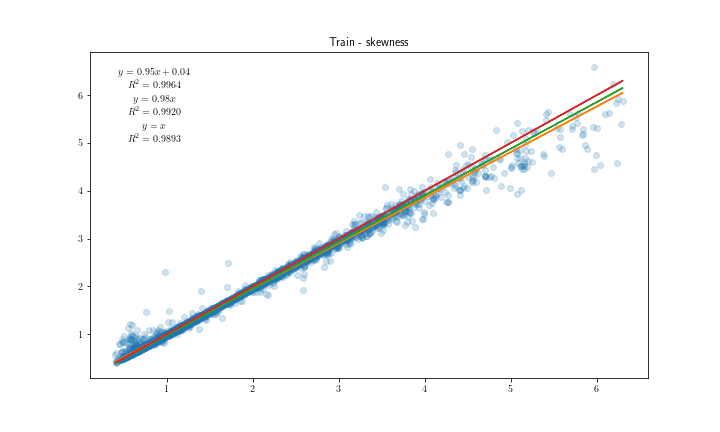 Train - skewness
y = 0.95x + 0.04
R² = 0.9964
y = 0.98x
R² = 0.9920
y = x
R² = 0.9893
6
5
4
3
2
1
1 2 3 4 5 6